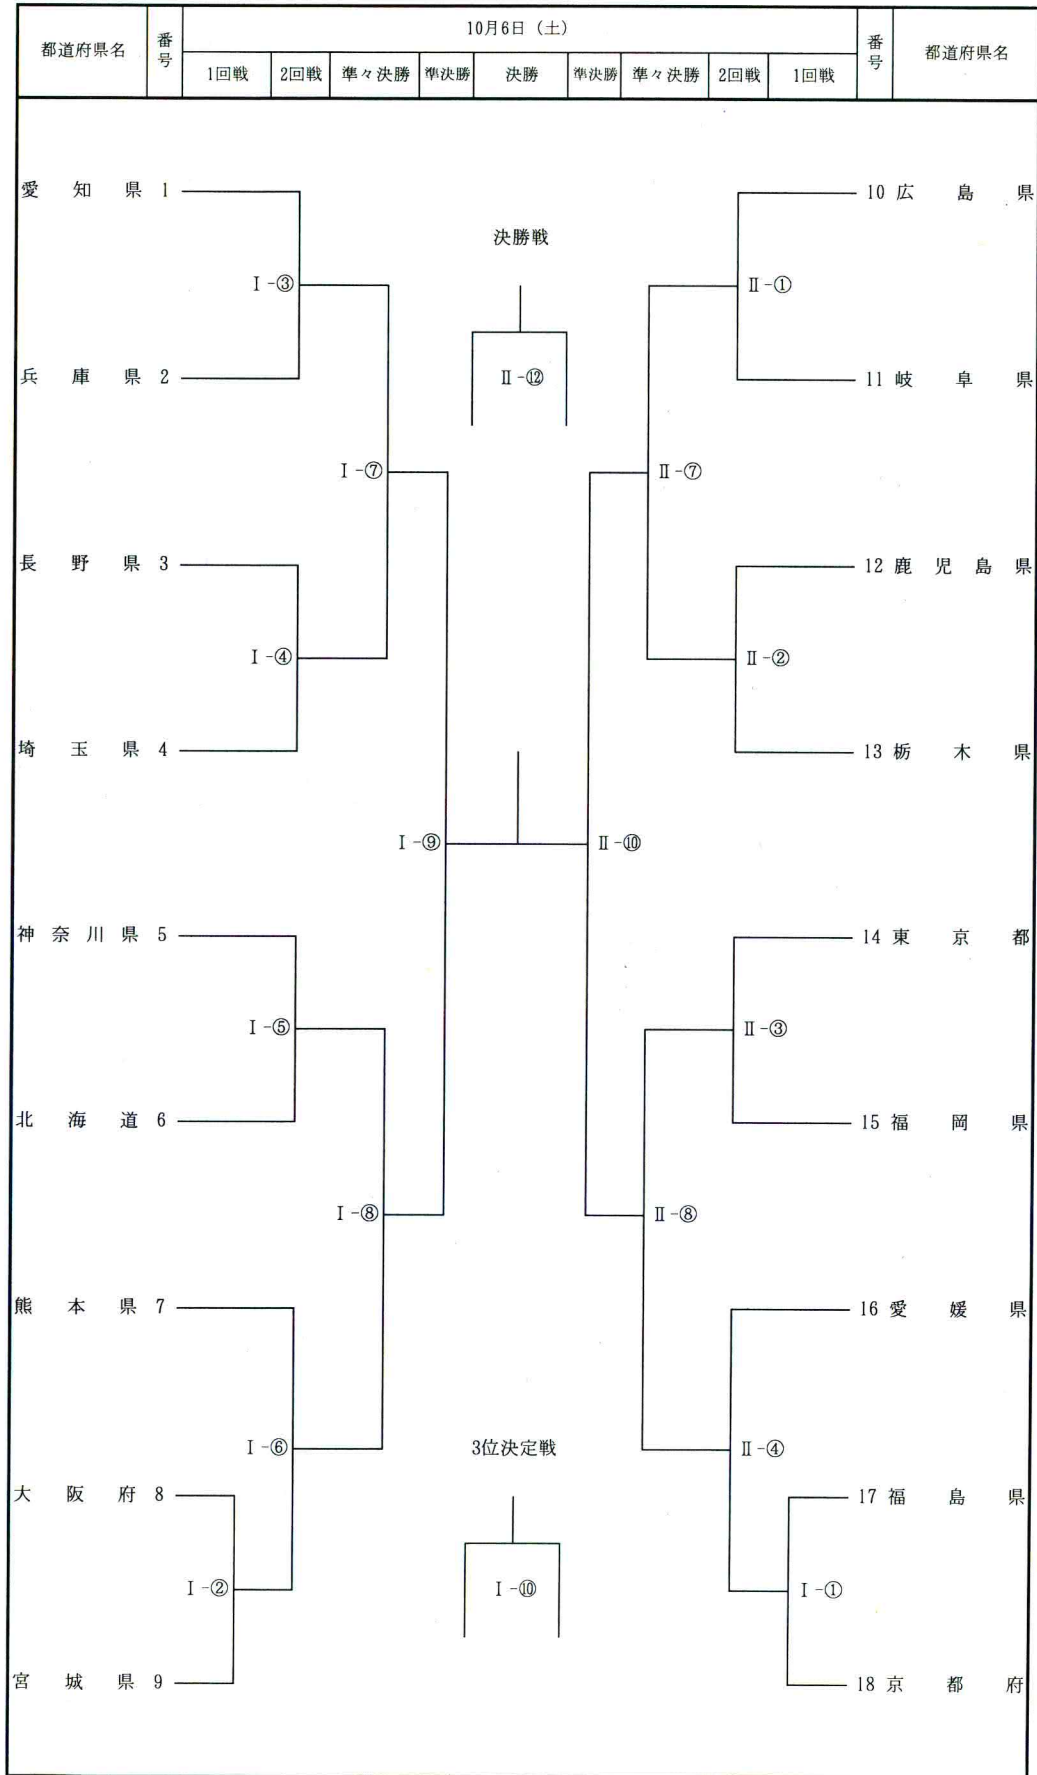 10月6日（土）
都道府県名 番号 1回戦 2回戦 準々決勝 準決勝 決勝 準決勝 準々決勝 2回戦 1回戦 番号 都道府県名
愛知県 1 10 広島県
決勝戦
Ⅰ-③ Ⅱ-①
兵庫県 2 Ⅱ-⑫ 11 岐阜県
Ⅰ-⑦ Ⅱ-⑦
長野県 3 12 鹿児島県
Ⅰ-④ Ⅱ-②
埼玉県 4 13 栃木県
Ⅰ-⑨ Ⅱ-⑩
神奈川県 5 14 東京都
Ⅰ-⑤ Ⅱ-③
北海道 6 15 福岡県
Ⅰ-⑧ Ⅱ-⑧
熊本県 7 16 愛媛県
Ⅰ-⑥ 3位決定戦 Ⅱ-④
大阪府 8 17 福島県
Ⅰ-② Ⅰ-⑩ Ⅰ-①
宮城県 9 18 京都府